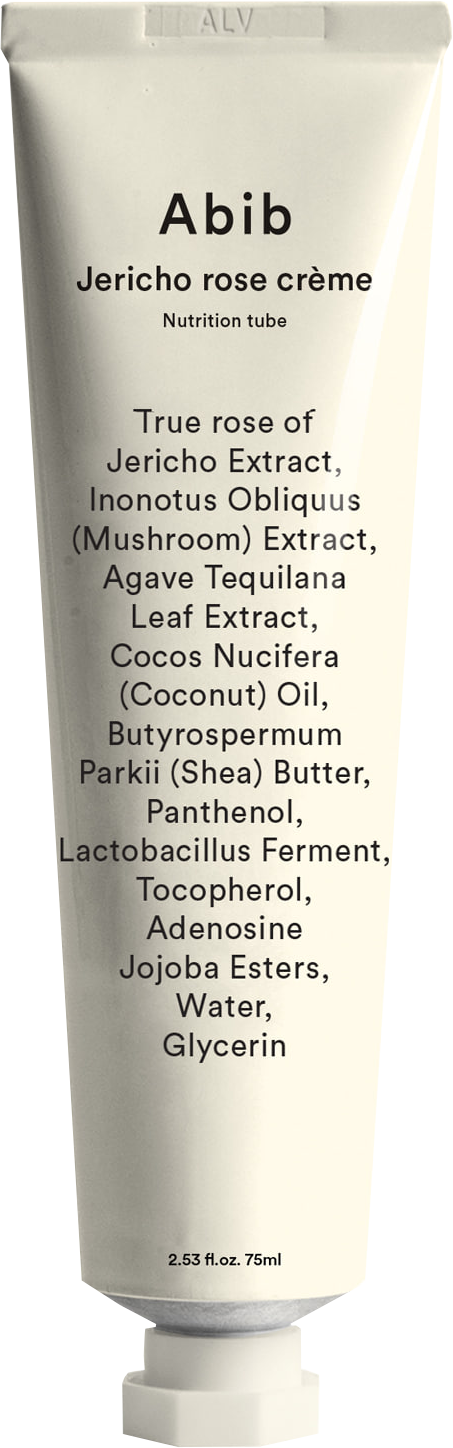 ALV
Abib
Jericho rose crème
Nutrition tube
True rose of
Jericho Extract,
Inonotus Obliquus
(Mushroom) Extract,
Agave Tequilana
Leaf Extract,
Cocos Nucifera
(Coconut) Oil,
Butyrospermum
Parkii (Shea) Butter,
Panthenol,
Lactobacillus Ferment,
Tocopherol,
Adenosine
Jojoba Esters,
Water,
Glycerin
2.53 fl.oz. 75ml